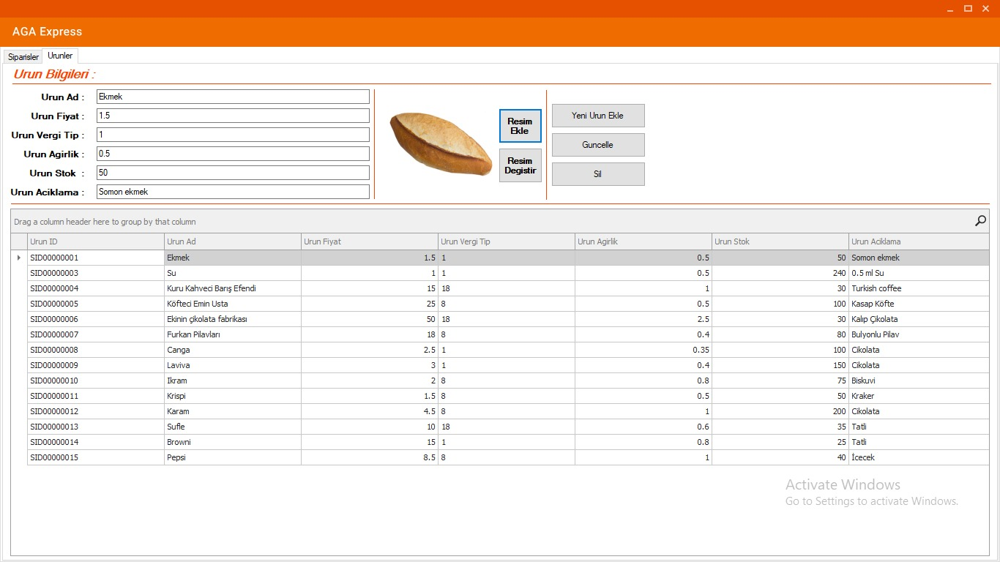 AGA Express
Siparisler Urunler
Urun Bilgileri :
Urun Ad : Ekmek
Urun Fiyat : 1.5
Urun Vergi Tip : 1
Urun Agirlik : 0.5
Urun Stok : 50
Urun Aciklama : Somon ekmek
Resim Ekle
Resim Degistir
Yeni Urun Ekle
Guncelle
Sil
Drag a column header here to group by that column
Urun ID Urun Ad Urun Fiyat Urun Vergi Tip Urun Agirlik Urun Stok Urun Aciklama
SID00000001 Ekmek 1.5 1 0.5 50 Somon ekmek
SID00000003 Su 1 1 0.5 240 0.5 ml Su
SID00000004 Kuru Kahveci Barış Efendi 15 18 1 30 Turkish coffee
SID00000005 Köfteci Emin Usta 25 8 0.5 100 Kasap Köfte
SID00000006 Ekinin çikolata fabrikası 50 18 2.5 30 Kalıp Çikolata
SID00000007 Furkan Pilavları 18 8 0.4 80 Bulyonlu Pilav
SID00000008 Canga 2.5 1 0.35 100 Cikolata
SID00000009 Laviva 3 1 0.4 150 Cikolata
SID00000010 Ikram 2 8 0.8 75 Biskuvi
SID00000011 Krispi 1.5 8 0.5 50 Kraker
SID00000012 Karam 4.5 8 1 200 Cikolata
SID00000013 Sufle 10 18 0.6 35 Tatli
SID00000014 Browni 15 1 0.8 25 Tatli
SID00000015 Pepsi 8.5 8 1 40 İcecek
Activate Windows
Go to Settings to activate Windows.